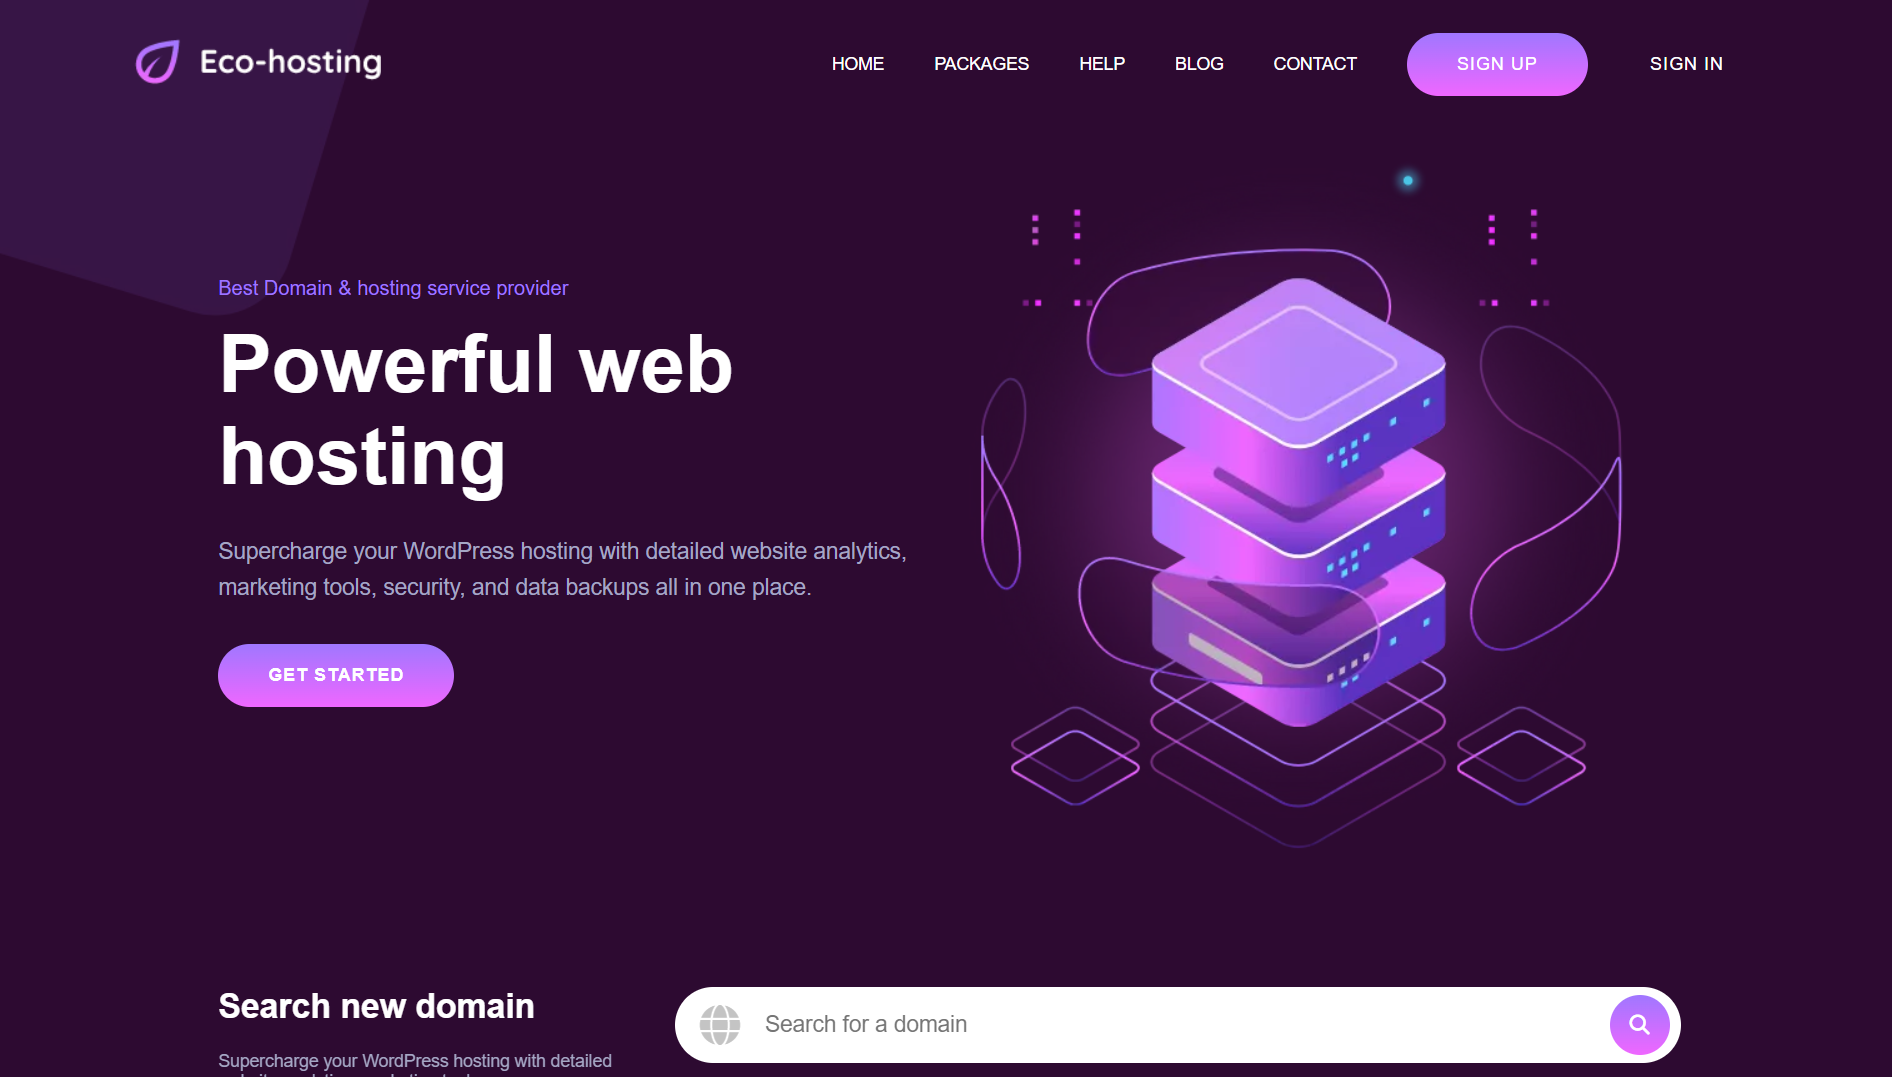 Eco-hosting
HOME PACKAGES HELP BLOG CONTACT SIGN UP SIGN IN
Best Domain & hosting service provider
Powerful web
hosting
Supercharge your WordPress hosting with detailed website analytics,
marketing tools, security, and data backups all in one place.
GET STARTED
Search new domain
Search for a domain
Supercharge your WordPress hosting with detailed